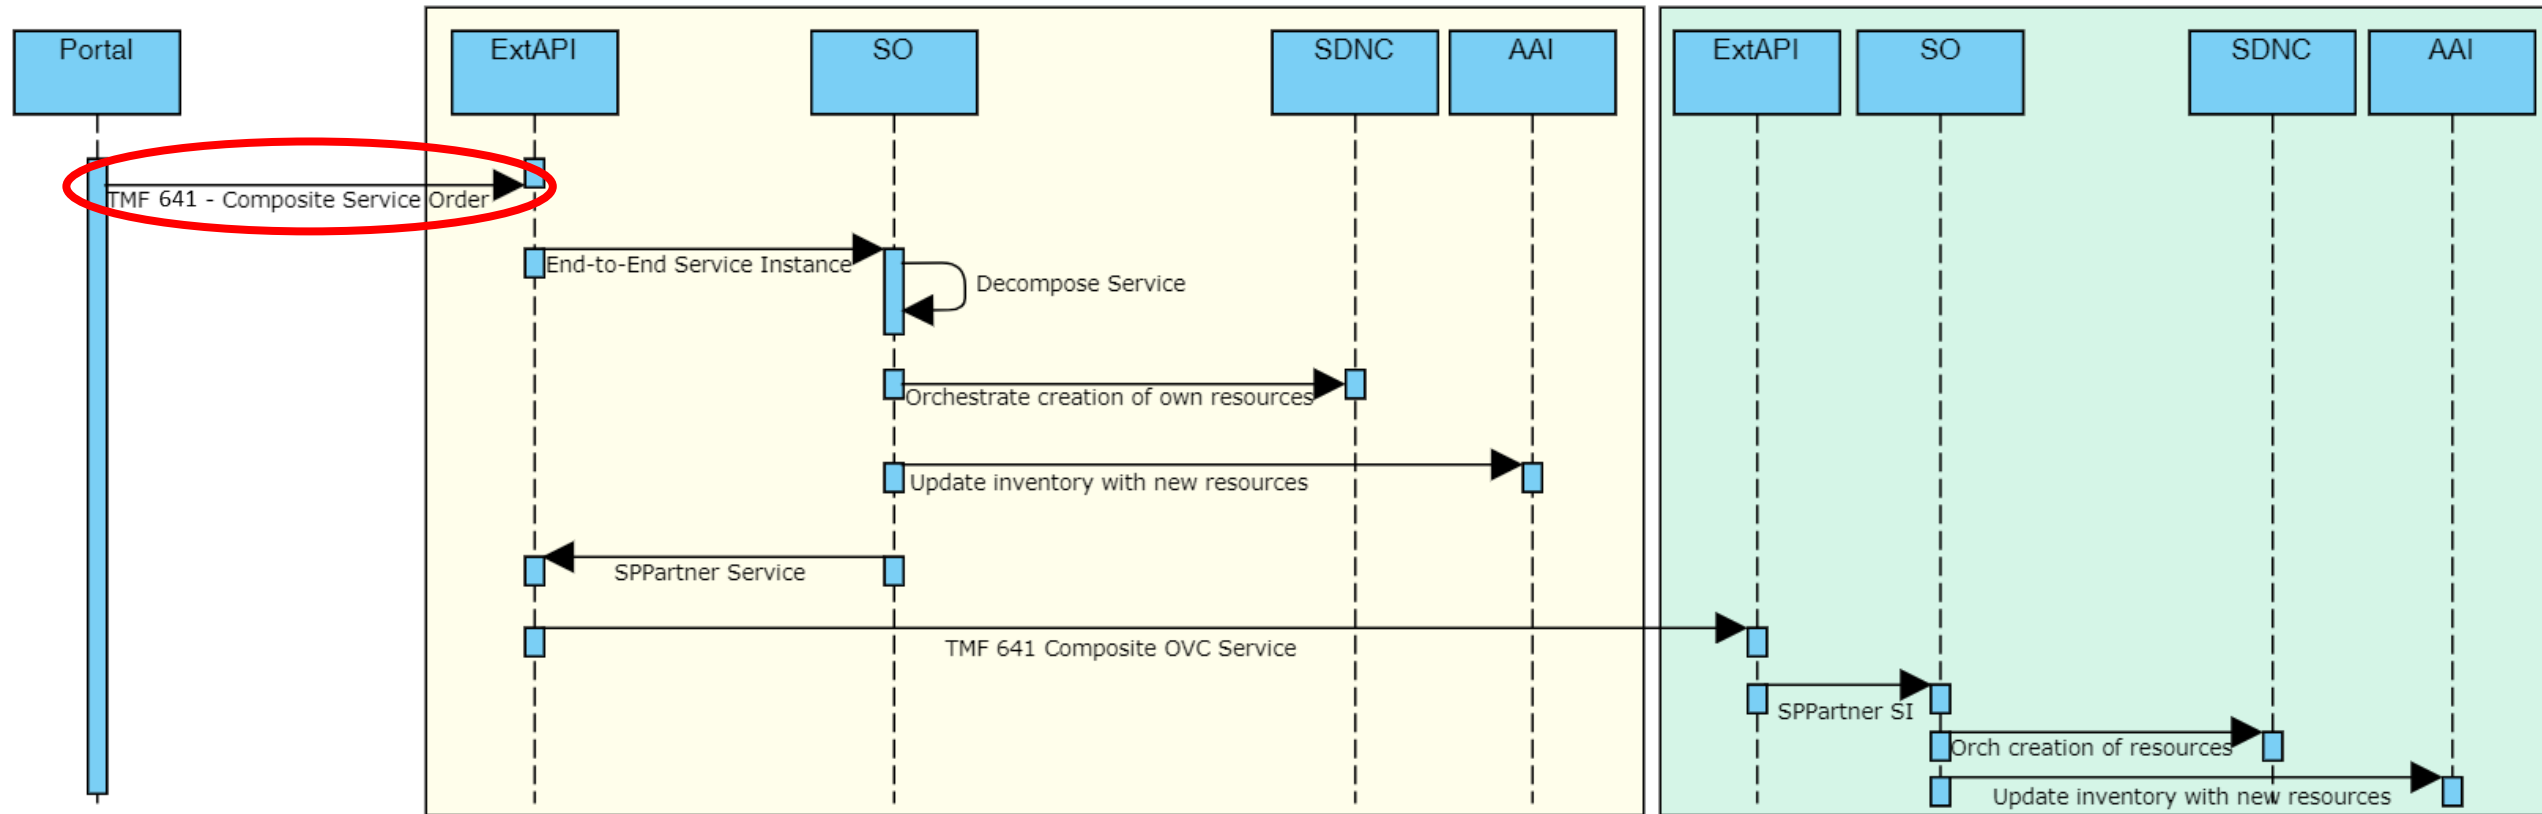 Portal
ExtAPI
SO
SDNC
AAI
ExtAPI
SO
SDNC
AAI
TMF 641 - Composite Service Order
End-to-End Service Instance
Decompose Service
Orchestrate creation of own resources
Update inventory with new resources
SPPartner Service
TMF 641 Composite OVC Service
SPPartner SI
Orch creation of resources
Update inventory with new resources